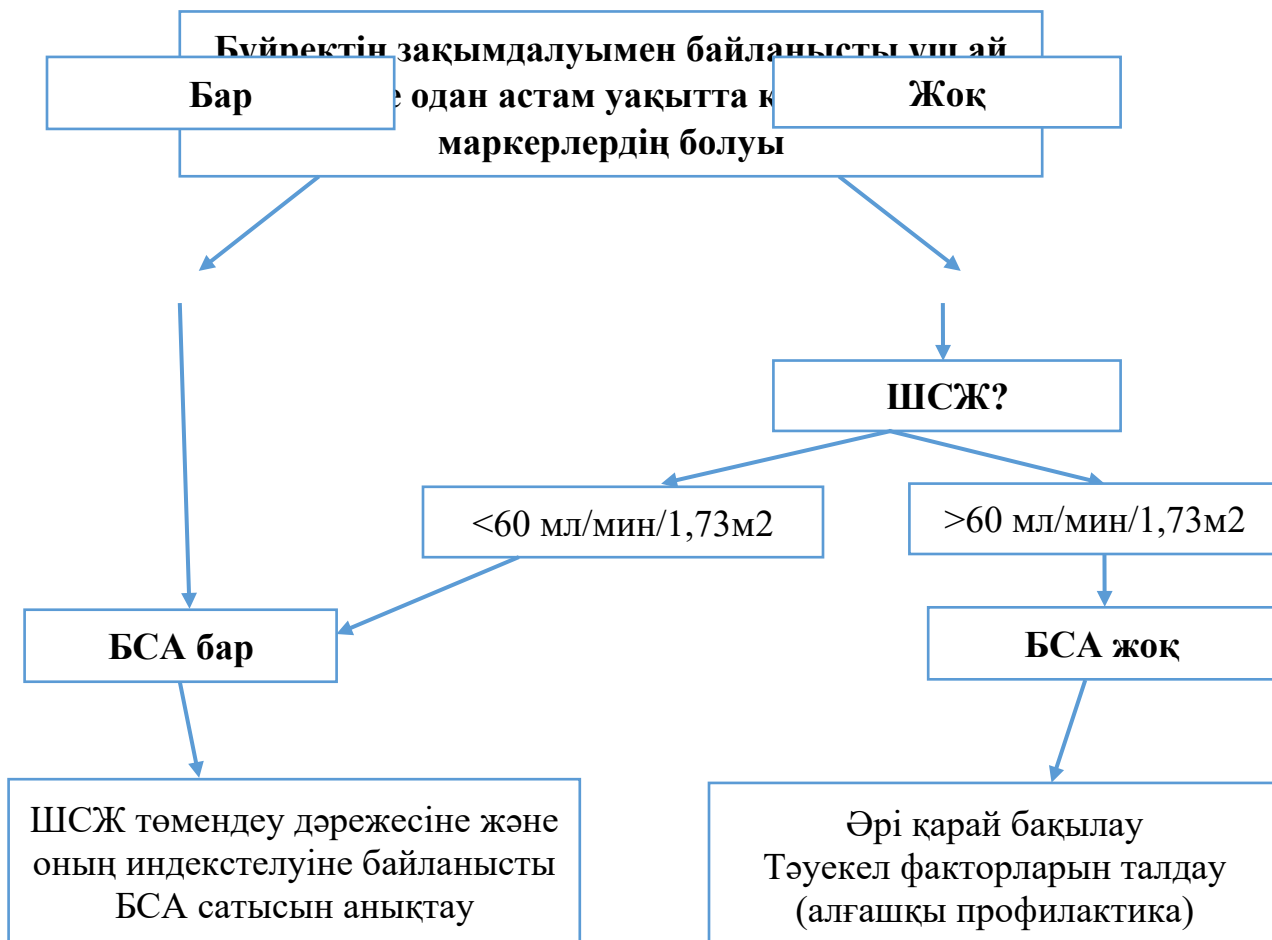 Бүйректің зақымдалуымен байланысты үш ай
одан астам уақытта
маркерлердің болуы
Бар
Жоқ
ШСЖ?
<60 мл/мин/1,73м2
>60 мл/мин/1,73м2
БСА бар
БСА жоқ
ШСЖ төмендеу дәрежесіне және
оның индекстелуіне байланысты
БСА сатысын анықтау
Әрі қарай бақылау
Тәуекел факторларын талдау
(алғашқы профилактика)